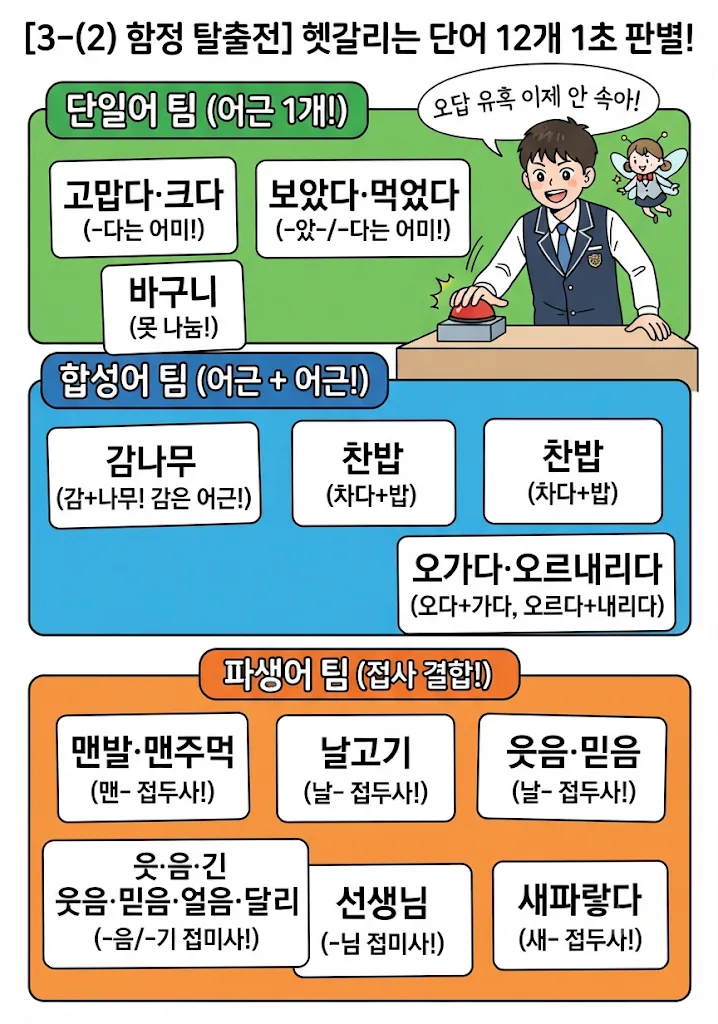 [3-(2) 함정 탈출전] 헷갈리는 단어 12개 1초 판별!
단일어 팀 (어근 1개!)
오답 유혹 이제 안 속아!
고맙다·크다
(-다는 어미!)
보았다·먹었다
(-았-/-다는 어미!)
바구니
(못 나눔!)
합성어 팀 (어근 + 어근!)
감나무
(감+나무! 감은 어근!)
찬밥
(차다+밥)
찬밥
(차다+밥)
오가다·오르내리다
(오다+가다, 오르다+내리다)
파생어 팀 (접사 결합!)
맨발·맨주먹
(맨- 접두사!)
날고기
(날- 접두사!)
웃음·믿음
(날- 접두사!)
웃·음·긴
웃음·믿음·얼음·달리
(-음/-기 접미사!)
선생님
(-님 접미사!)
새파랗다
(새- 접두사!)